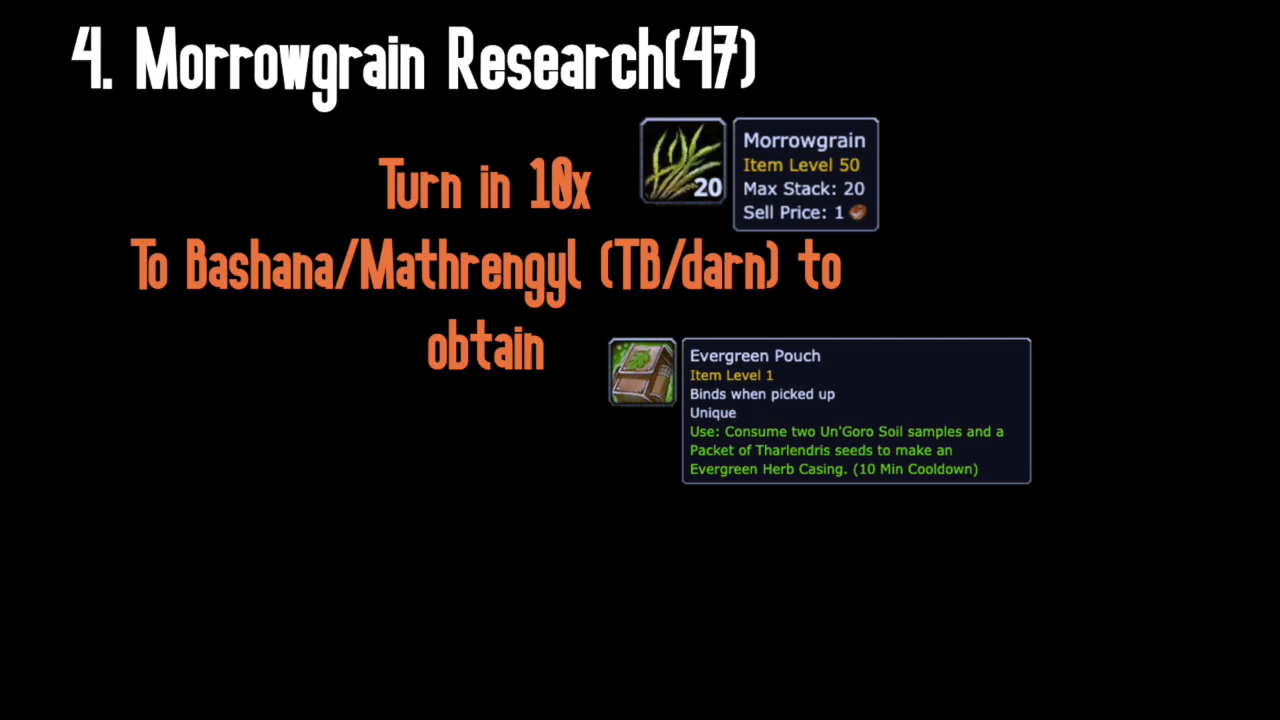 4. Morrowgrain Research(47)
20
Morrowgrain
Item Level 50
Max Stack: 20
Sell Price: 1
Turn in 10x
To Bashana/Mathrengyl (TB/darn) to
obtain
Evergreen Pouch
Item Level 1
Binds when picked up
Unique
Use: Consume two Un'Goro Soil samples and a
Packet of Tharlendris seeds to make an
Evergreen Herb Casing. (10 Min Cooldown)